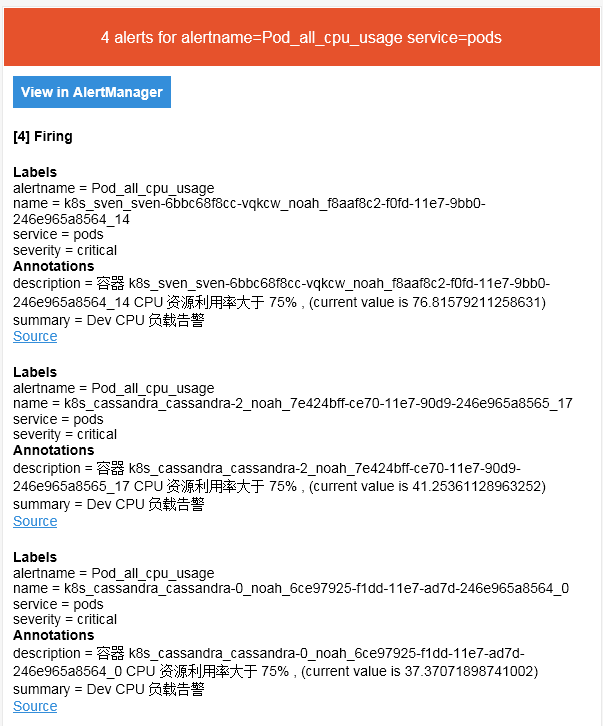 4 alerts for alertname=Pod_all_cpu_usage service=pods
View in AlertManager
[4] Firing
Labels
alertname = Pod_all_cpu_usage
name = k8s_sven_sven-6bbc68f8cc-vqkcw_noah_f8aaf8c2-f0fd-11e7-9bb0-
246e965a8564_14
service = pods
severity = critical
Annotations
description = 容器 k8s_sven_sven-6bbc68f8cc-vqkcw_noah_f8aaf8c2-f0fd-11e7-9bb0-
246e965a8564_14 CPU 资源利用率大于 75% , (current value is 76.81579211258631)
summary = Dev CPU 负载告警
Source
Labels
alertname = Pod_all_cpu_usage
name = k8s_cassandra_cassandra-2_noah_7e424bff-ce70-11e7-90d9-246e965a8565_17
service = pods
severity = critical
Annotations
description = 容器 k8s_cassandra_cassandra-2_noah_7e424bff-ce70-11e7-90d9-
246e965a8565_17 CPU 资源利用率大于 75% , (current value is 41.25361128963252)
summary = Dev CPU 负载告警
Source
Labels
alertname = Pod_all_cpu_usage
name = k8s_cassandra_cassandra-0_noah_6ce97925-f1dd-11e7-ad7d-246e965a8564_0
service = pods
severity = critical
Annotations
description = 容器 k8s_cassandra_cassandra-0_noah_6ce97925-f1dd-11e7-ad7d-
246e965a8564_0 CPU 资源利用率大于 75% , (current value is 37.37071898741002)
summary = Dev CPU 负载告警
Source